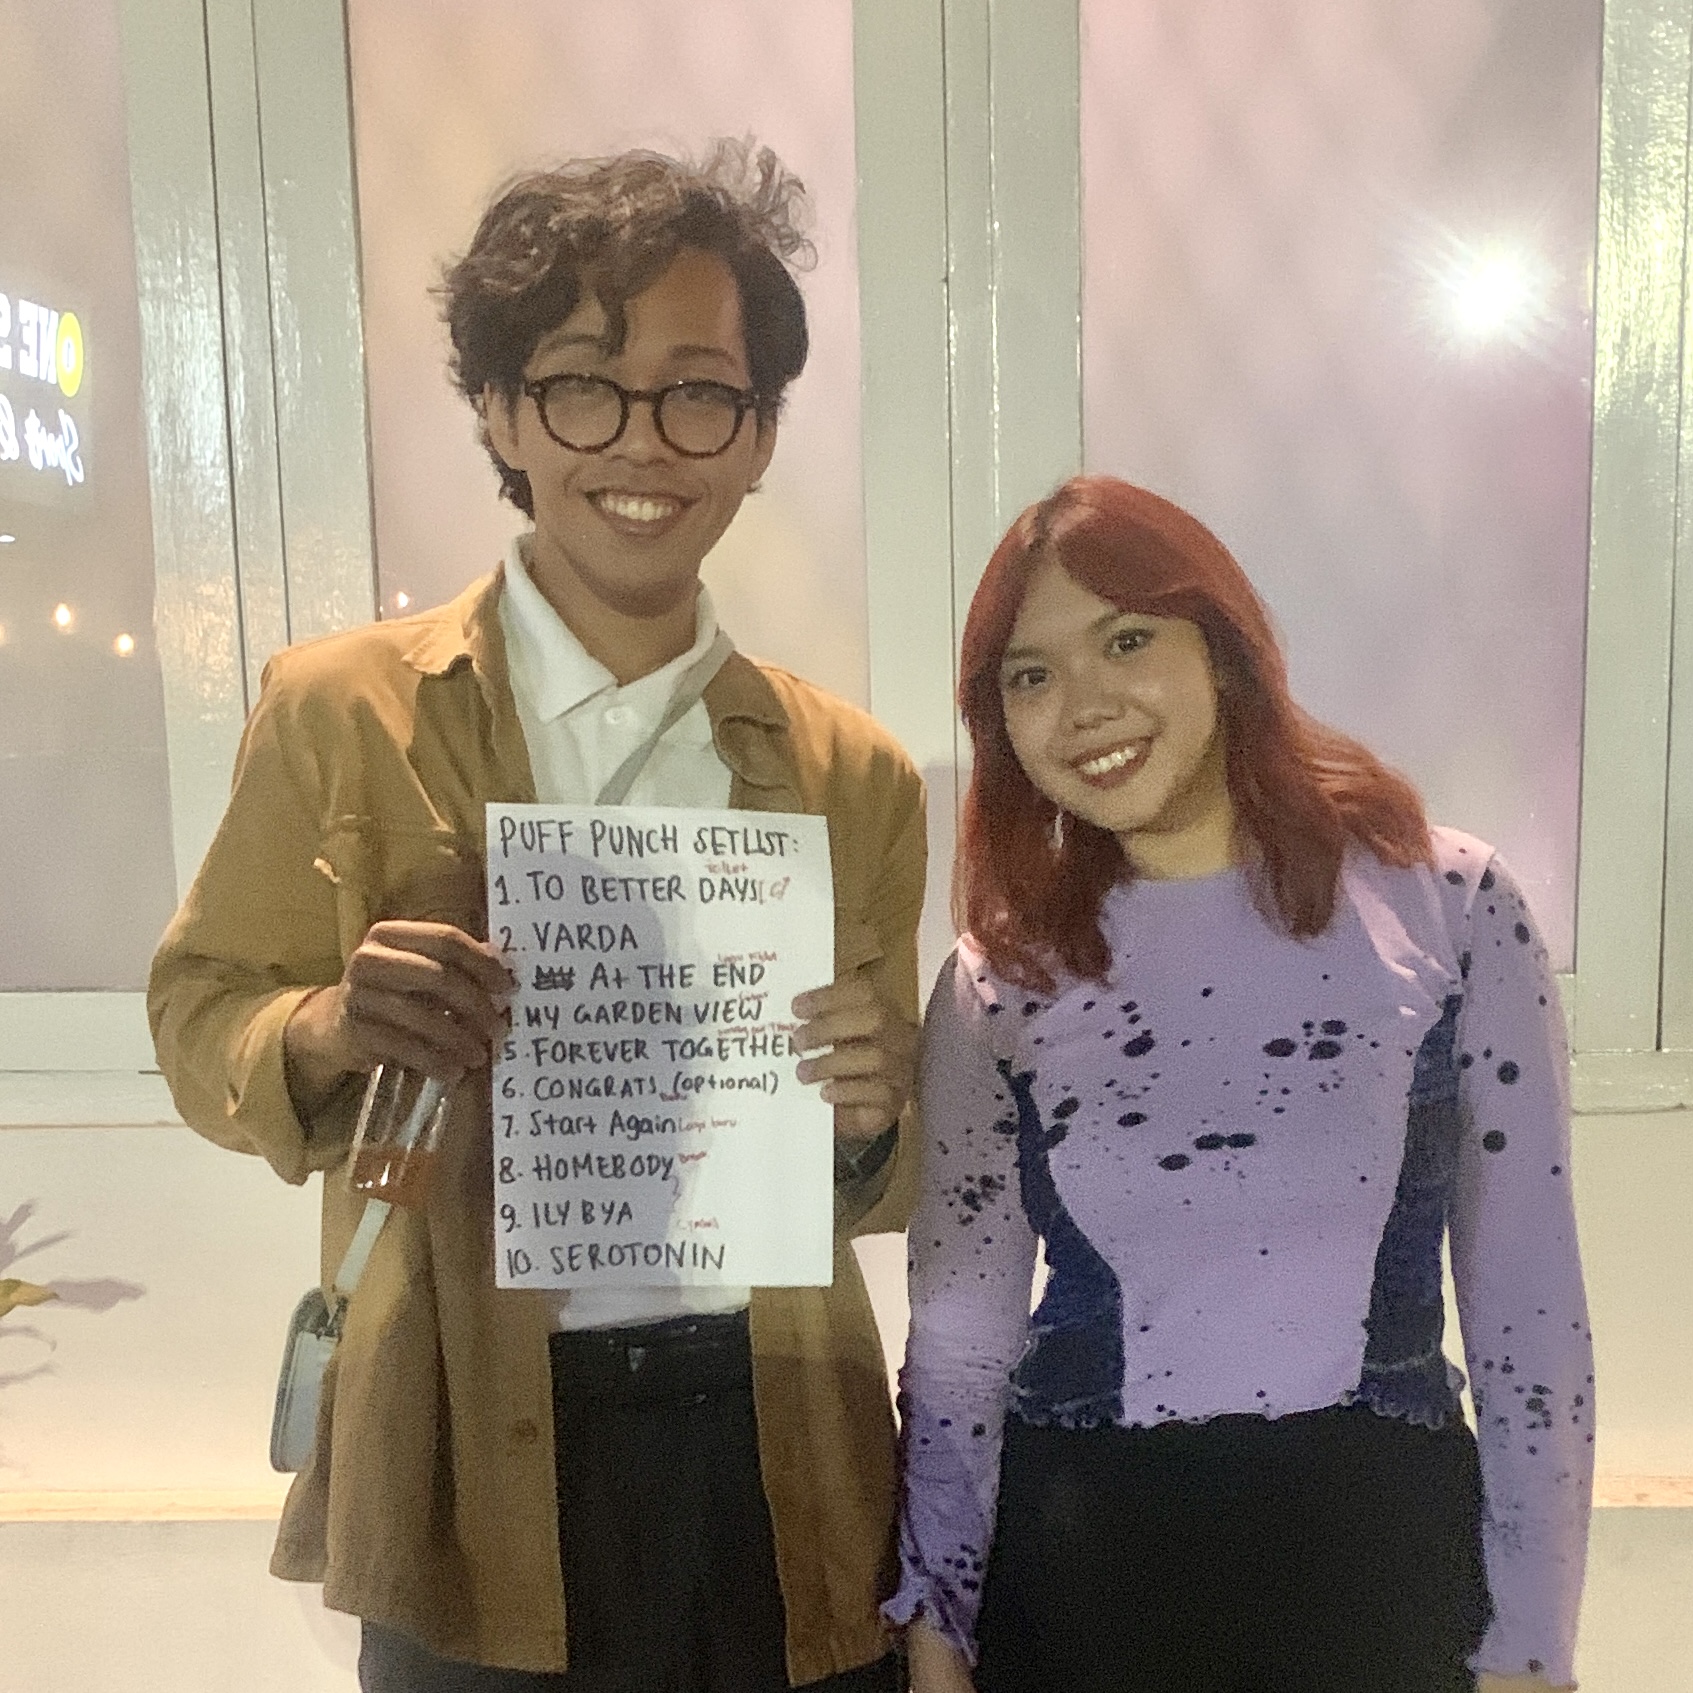 PUFF PUNCH SETLIST:
1. TO BETTER DAYS
2. VARDA
At THE END
MY GARDEN VIEW
5. FOREVER TOGETHER
6. CONGRATS (optional)
7. Start Again
8. HOMEBODY
9. ILY BYA
10. SEROTONIN